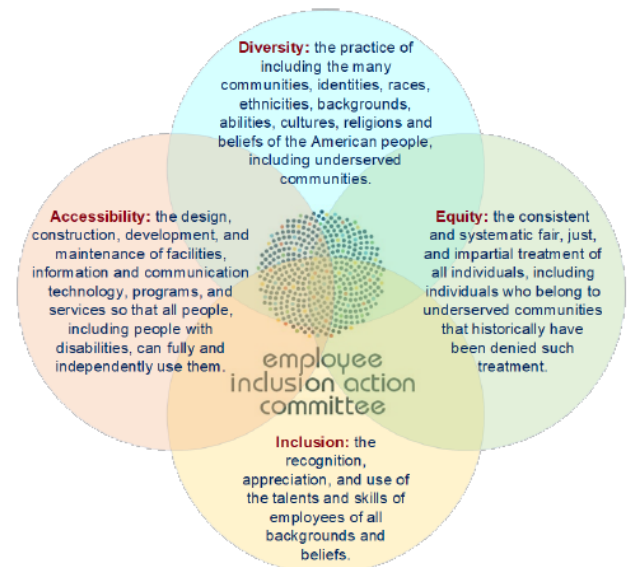 Diversity: the practice of
including the many
communities, identities, races,
ethnicities, backgrounds,
abilities, cultures, religions and
beliefs of the American people,
including underserved
communities.
Accessibility: the design,
construction, development, and
maintenance of facilities,
information and communication
technology, programs, and
services so that all people,
including people with
disabilities, can fully and
independently use them.
Equity: the consistent
and systematic fair, just,
and impartial treatment of
all individuals, including
individuals who belong to
underserved communities
that historically have
been denied such
treatment.
employee
inclusion action
committee
Inclusion: the
recognition,
appreciation, and use of
the talents and skills of
employees of all
backgrounds and
beliefs.